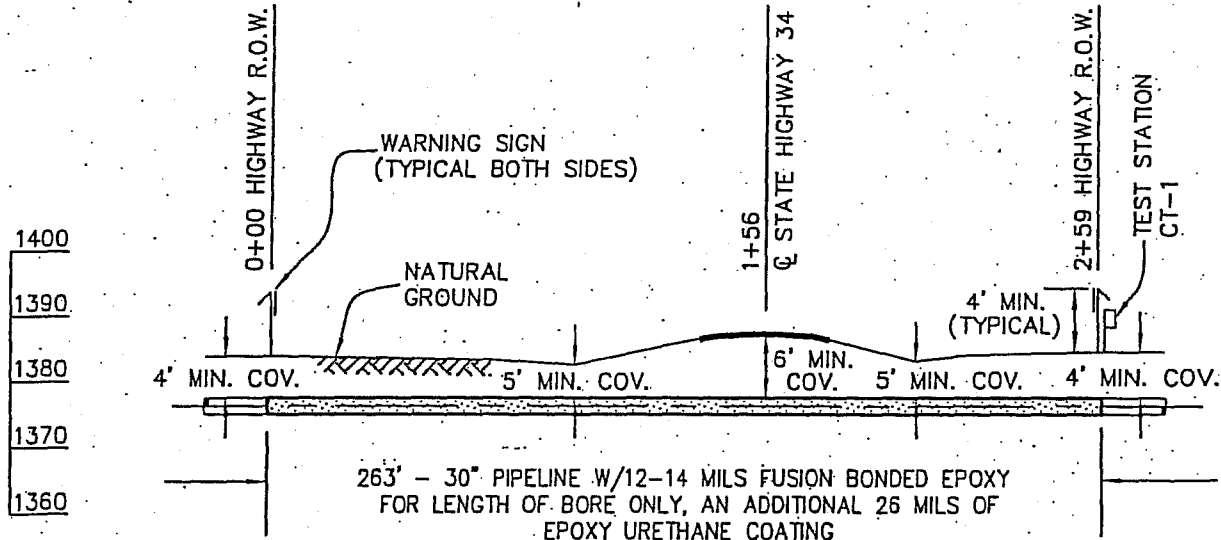 0+00 HIGHWAY R.O.W.
1+56
℄ STATE HIGHWAY 34
2+59 HIGHWAY R.O.W.
TEST STATION
CT-1
WARNING SIGN
(TYPICAL BOTH SIDES)
NATURAL
GROUND
4' MIN.
(TYPICAL)
1400
1390
1380
1370
1360
4' MIN. COV.
5' MIN. COV.
6' MIN.
COV.
5' MIN. COV.
4' MIN. COV.
263' - 30" PIPELINE W/12-14 MILS FUSION BONDED EPOXY
FOR LENGTH OF BORE ONLY, AN ADDITIONAL 26 MILS OF
EPOXY URETHANE COATING